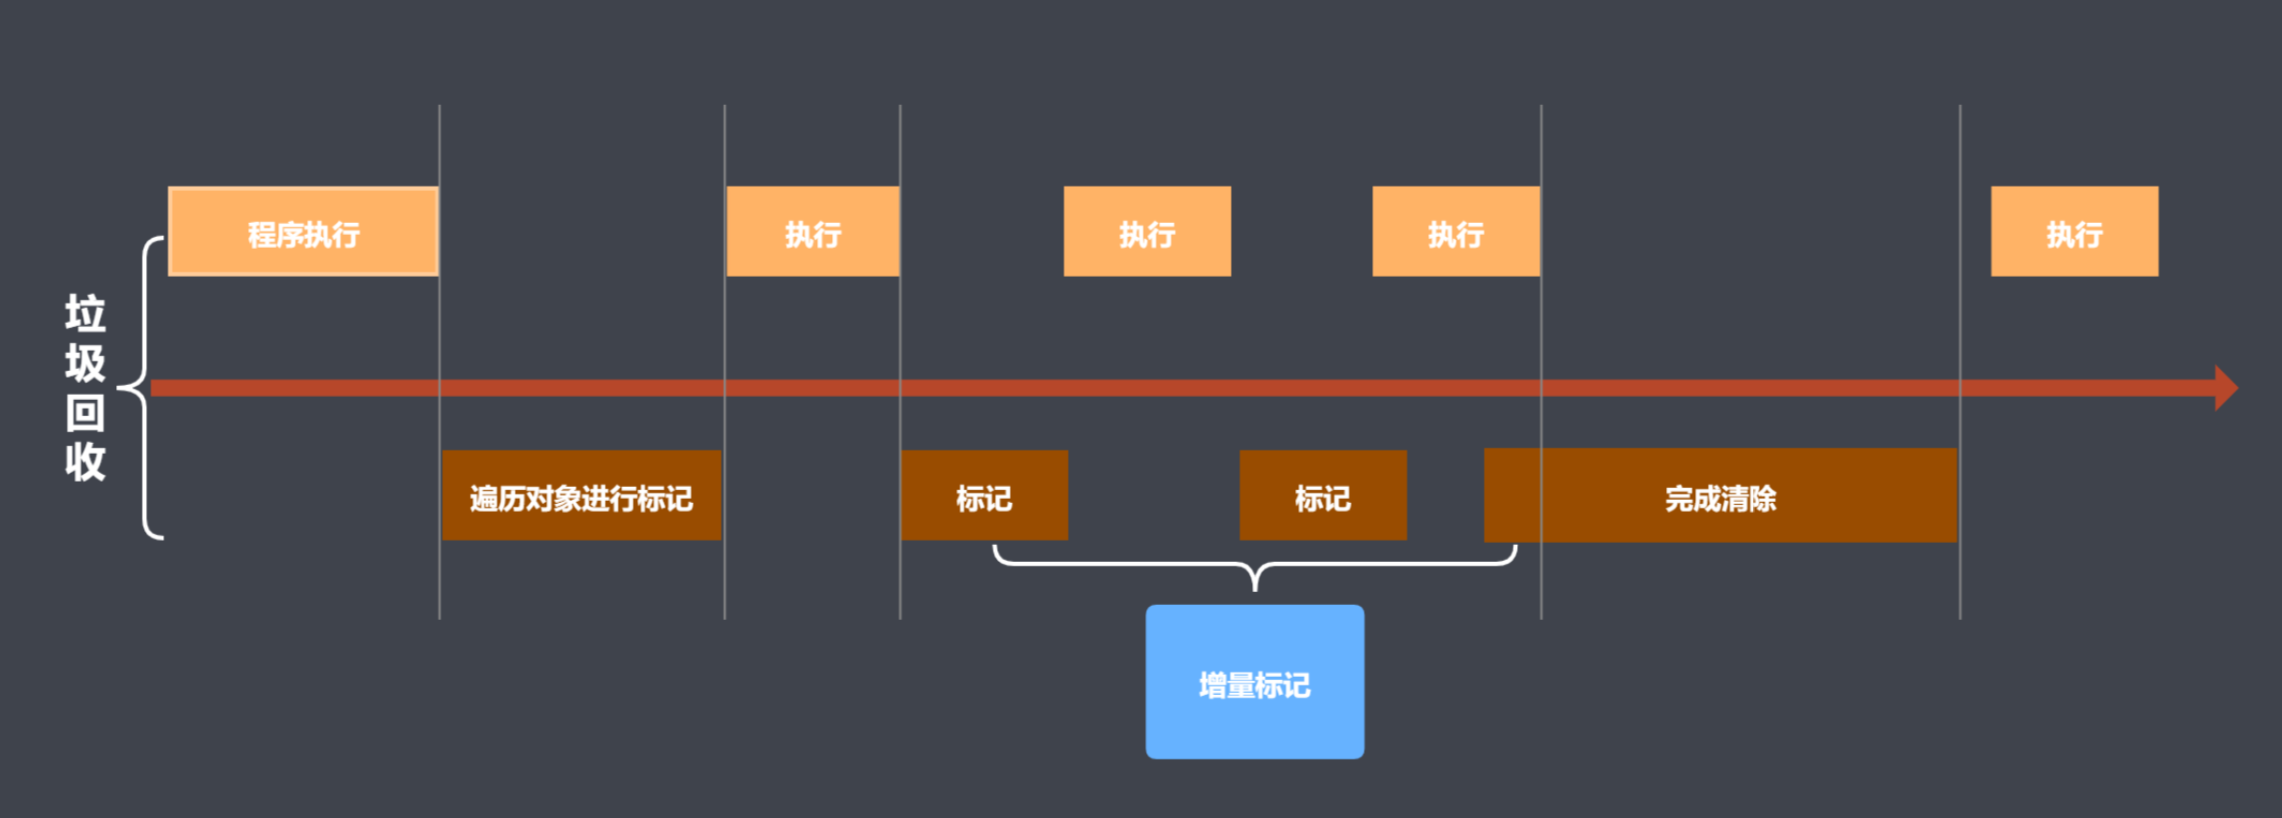 程序执行
执行
执行
执行
执行
垃圾回收
遍历对象进行标记
标记
标记
完成清除
增量标记